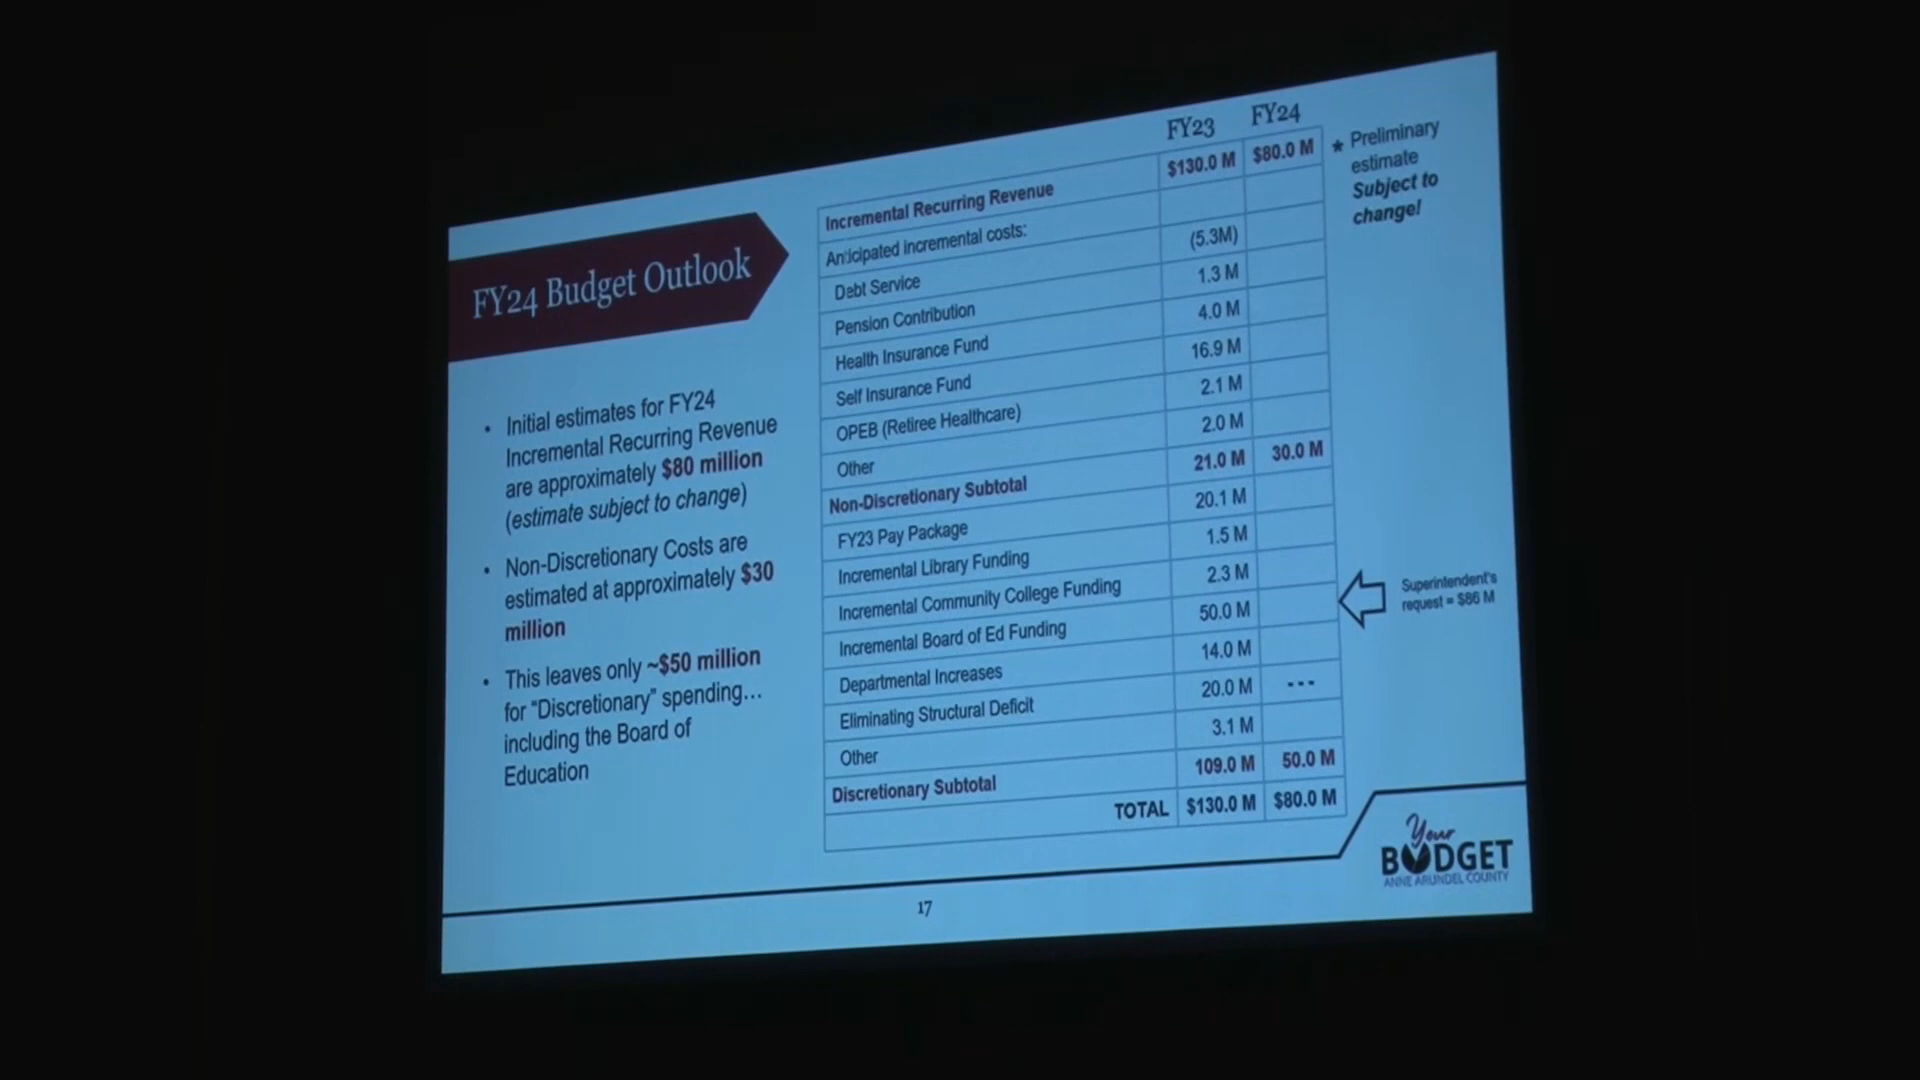 FY24 Budget Outlook
• Initial estimates for FY24
Incremental Recurring Revenue
are approximately $80 million
(estimate subject to change)
• Non-Discretionary Costs are
estimated at approximately $30
million
• This leaves only ~$50 million
for "Discretionary" spending...
including the Board of
Education
FY23 FY24
Incremental Recurring Revenue $130.0 M $80.0 M
Anticipated incremental costs:
Debt Service (5.3M)
Pension Contribution 1.3 M
Health Insurance Fund 4.0 M
Self Insurance Fund 16.9 M
OPEB (Retiree Healthcare) 2.1 M
Other 2.0 M
Non-Discretionary Subtotal 21.0 M 30.0 M
FY23 Pay Package 20.1 M
Incremental Library Funding 1.5 M
Incremental Community College Funding 2.3 M
Incremental Board of Ed Funding 50.0 M
Departmental Increases 14.0 M
Eliminating Structural Deficit 20.0 M ---
Other 3.1 M
Discretionary Subtotal 109.0 M 50.0 M
TOTAL $130.0 M $80.0 M
* Preliminary
estimate
Subject to
change!
Superintendent's
request = $86 M
Your
BUDGET
ANNE ARUNDEL COUNTY
17